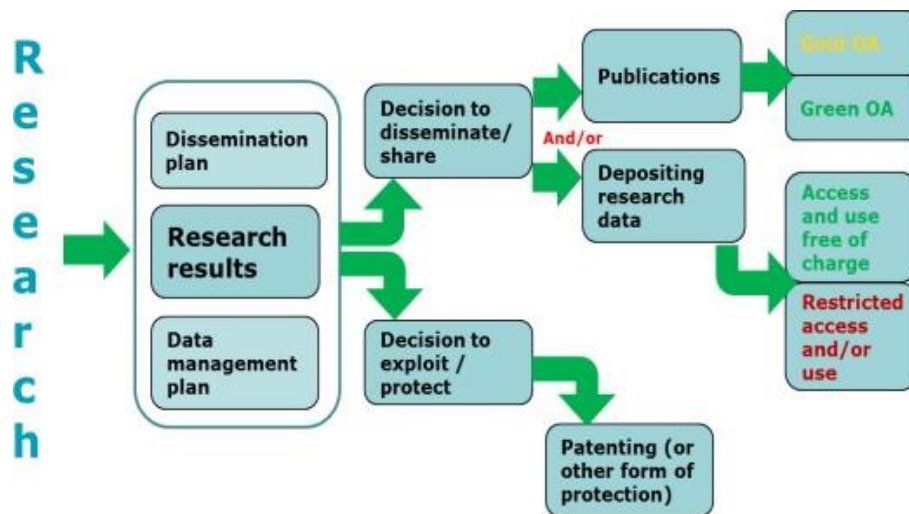 Research
Dissemination
plan
Research
results
Data
management
plan
Decision to
disseminate/
share
And/or
Publications
Gold OA
Green OA
Depositing
research
data
Access
and use
free of
charge
Restricted
access
and/or
use
Decision to
exploit /
protect
Patenting (or
other form of
protection)